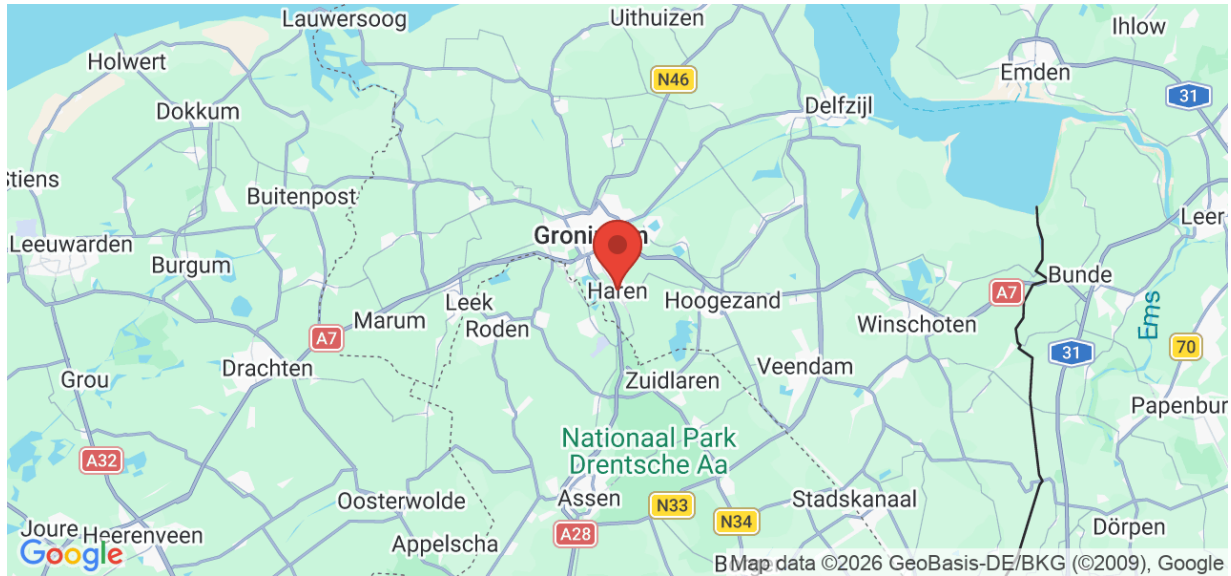 Lauwersoog
Uithuizen
Ihlow
Holwert
Emden
N46
31
Dokkum
Delfzijl
Stiens
Buitenpost
Leer
Leeuwarden
Burgum
Bunde
Haren
Hoogezand
A7
Leek
Marum
Roden
Winschoten
Ems
A7
31
70
Drachten
Grou
Zuidlaren
Veendam
Papenbur
Nationaal Park
Drentsche Aa
A32
Oosterwolde
Assen
N33
Stadskanaal
N34
Joure
Heerenveen
A28
Appelscha
Dörpen
Google
Map data ©2026 GeoBasis-DE/BKG (©2009), Google